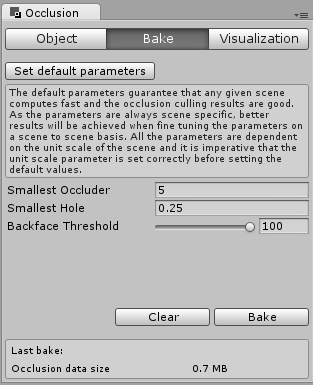 Occlusion
Object Bake Visualization
Set default parameters
The default parameters guarantee that any given scene
computes fast and the occlusion culling results are good.
As the parameters are always scene specific, better
results will be achieved when fine tuning the parameters on
a scene to scene basis. All the parameters are dependent
on the unit scale of the scene and it is imperative that the
unit scale parameter is set correctly before setting the
default values.
Smallest Occluder 5
Smallest Hole 0.25
Backface Threshold 100
Clear Bake
Last bake:
Occlusion data size 0.7 MB